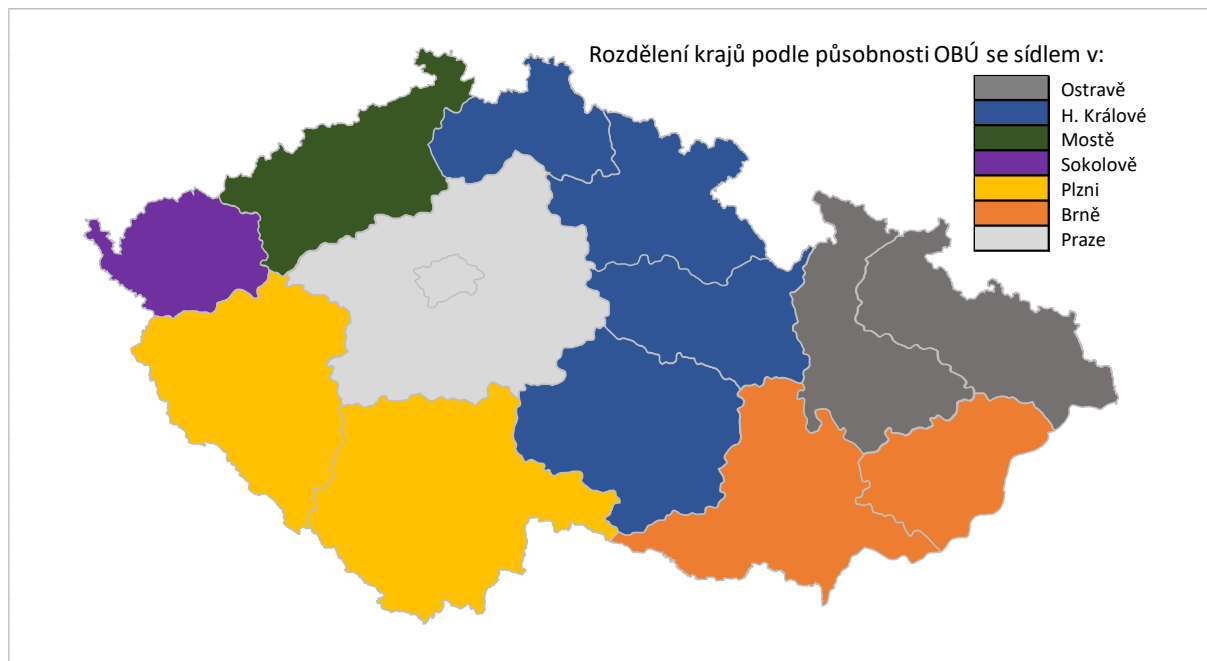 Rozdělení krajů podle působnosti OBÚ se sídlem v:
Ostravě
H. Králové
Mostě
Sokolově
Plzni
Brně
Praze